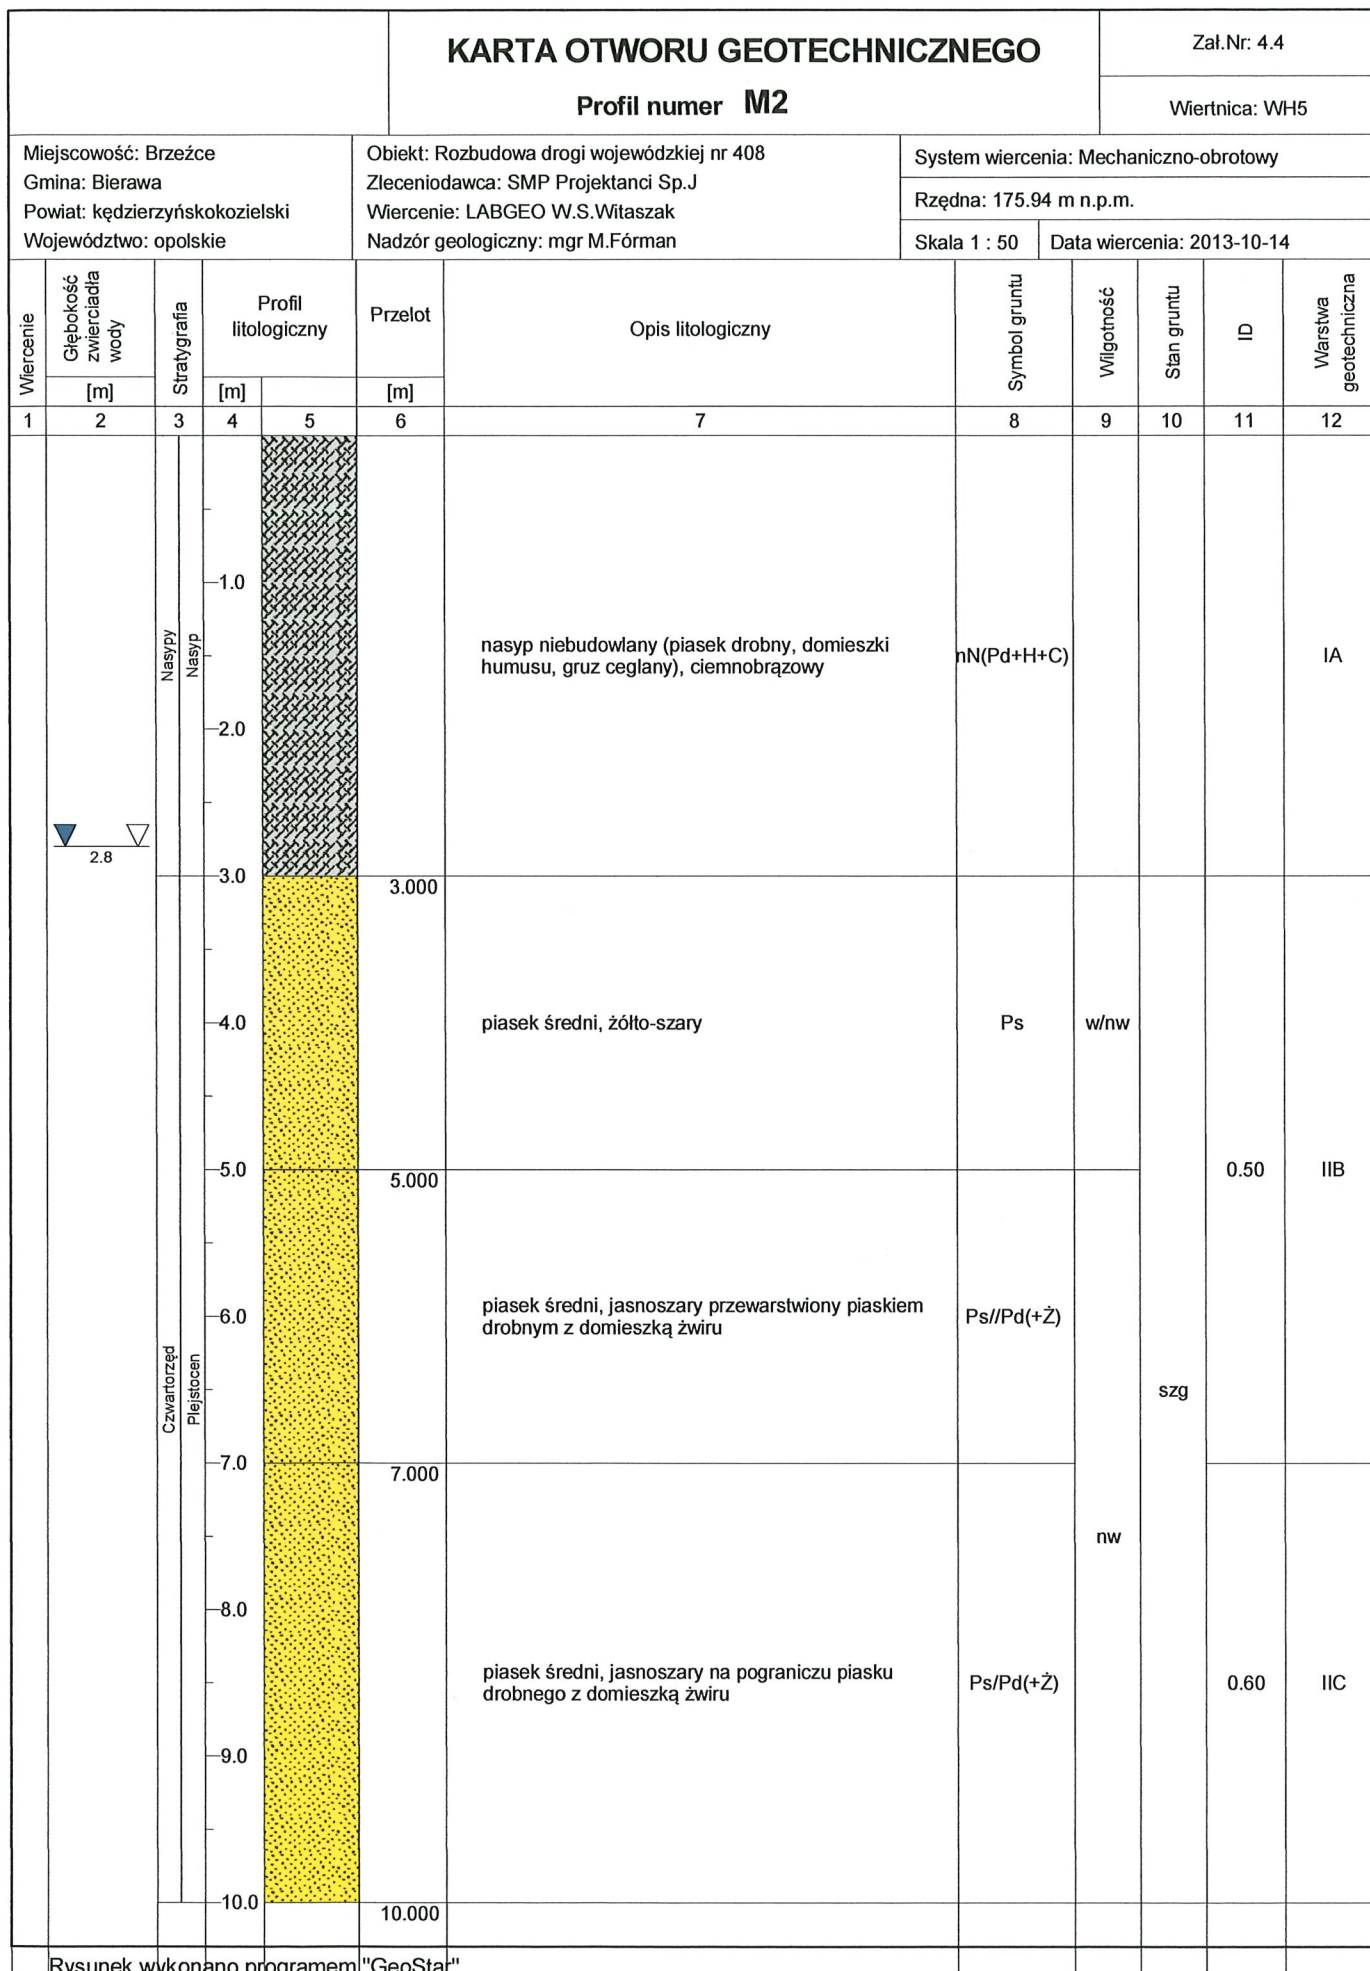 KARTA OTWORU GEOTECHNICZNEGO
Profil numer M2
Zał.Nr: 4.4
Wiertnica: WH5
Miejscowość: Brzeźce
Gmina: Bierawa
Powiat: kędzierzyńskokozielski
Województwo: opolskie
Obiekt: Rozbudowa drogi wojewódzkiej nr 408
Zleceniodawca: SMP Projektanci Sp.J
Wiercenie: LABGEO W.S.Witaszak
Nadzór geologiczny: mgr M.Fórman
System wiercenia: Mechaniczno-obrotowy
Rzędna: 175.94 m n.p.m.
Skala 1 : 50
Data wiercenia: 2013-10-14
Wiercenie
Głębokość
zwierciadła
wody
[m]
Stratygrafia
Profil
litologiczny
[m]
Przelot
[m]
Opis litologiczny
Symbol gruntu
Wilgotność
Stan gruntu
ID
Warstwa
geotechniczna
1 2 3 4 5 6 7 8 9 10 11 12
1.0
Nasypy
Nasyp
nasyp niebudowlany (piasek drobny, domieszki
humusu, gruz ceglany), ciemnobrązowy
nN(Pd+H+C)
IA
2.0
2.8
3.0
3.000
4.0
piasek średni, żółto-szary
Ps
w/nw
5.0
5.000
0.50
IIB
6.0
piasek średni, jasnoszary przewarstwiony piaskiem
drobnym z domieszką żwiru
Ps//Pd(+Ż)
Czwartorzęd
Plejstocen
szg
7.0
7.000
nw
8.0
piasek średni, jasnoszary na pograniczu piasku
drobnego z domieszką żwiru
Ps/Pd(+Ż)
0.60
IIC
9.0
10.0
10.000
Rysunek wykonano programem "GeoStar"